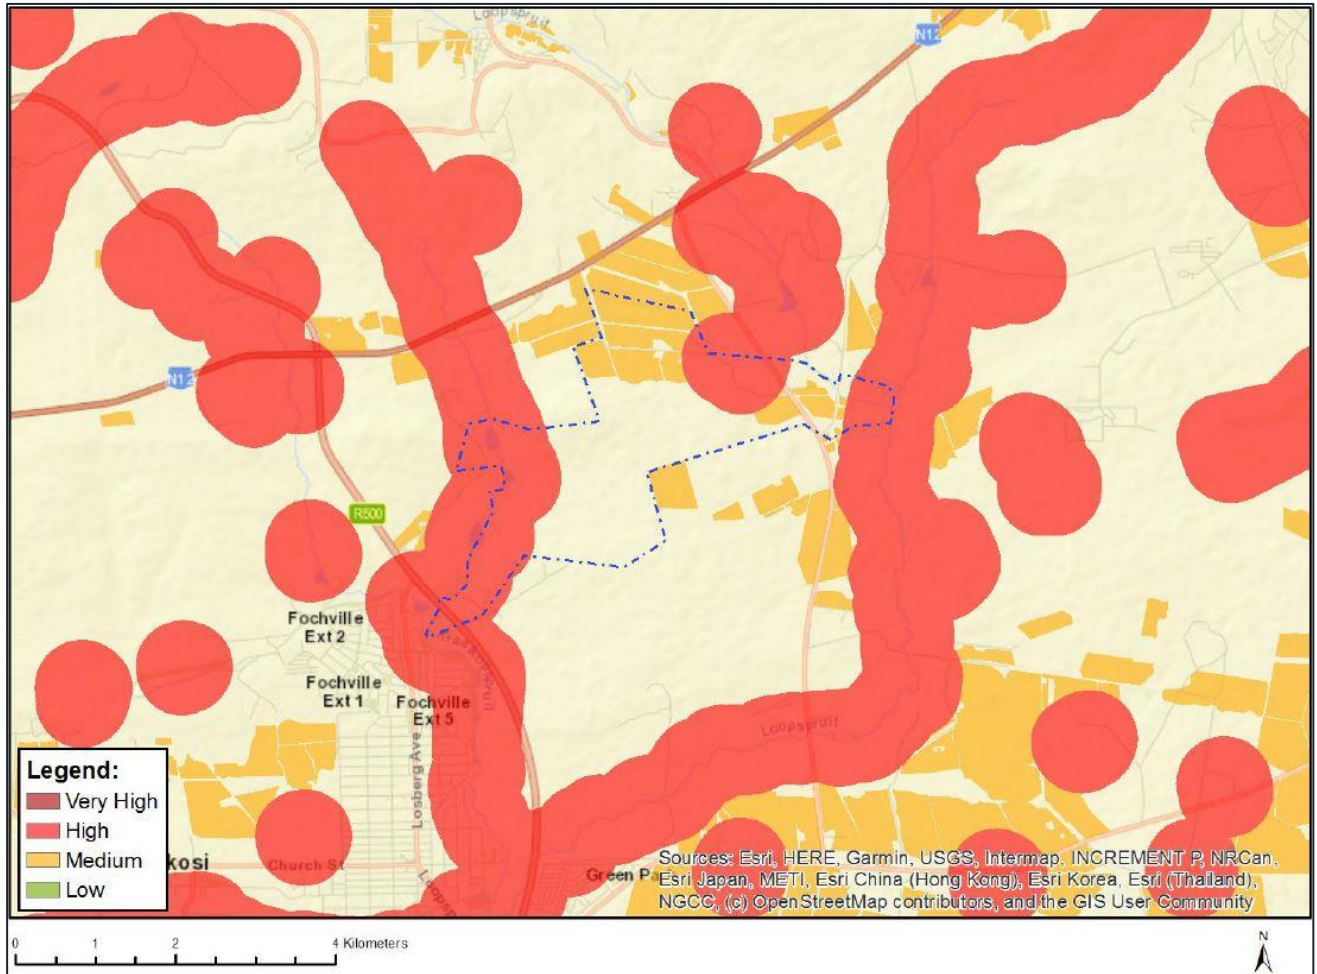 Loopspruit
N12
N12
R500
Fochville
Ext 2
Fochville
Ext 1
Fochville
Ext 5
Loopspruit
Losberg Ave
Legend:
Very High
High
Medium
Low
kosi
Church St
Green Pa
Sources: Esri, HERE, Garmin, USGS, Intermap, INCREMENT P, NRCan,
Esri Japan, METI, Esri China (Hong Kong), Esri Korea, Esri (Thailand),
NGCC, (c) OpenStreetMap contributors, and the GIS User Community
0 1 2 4 Kilometers
N